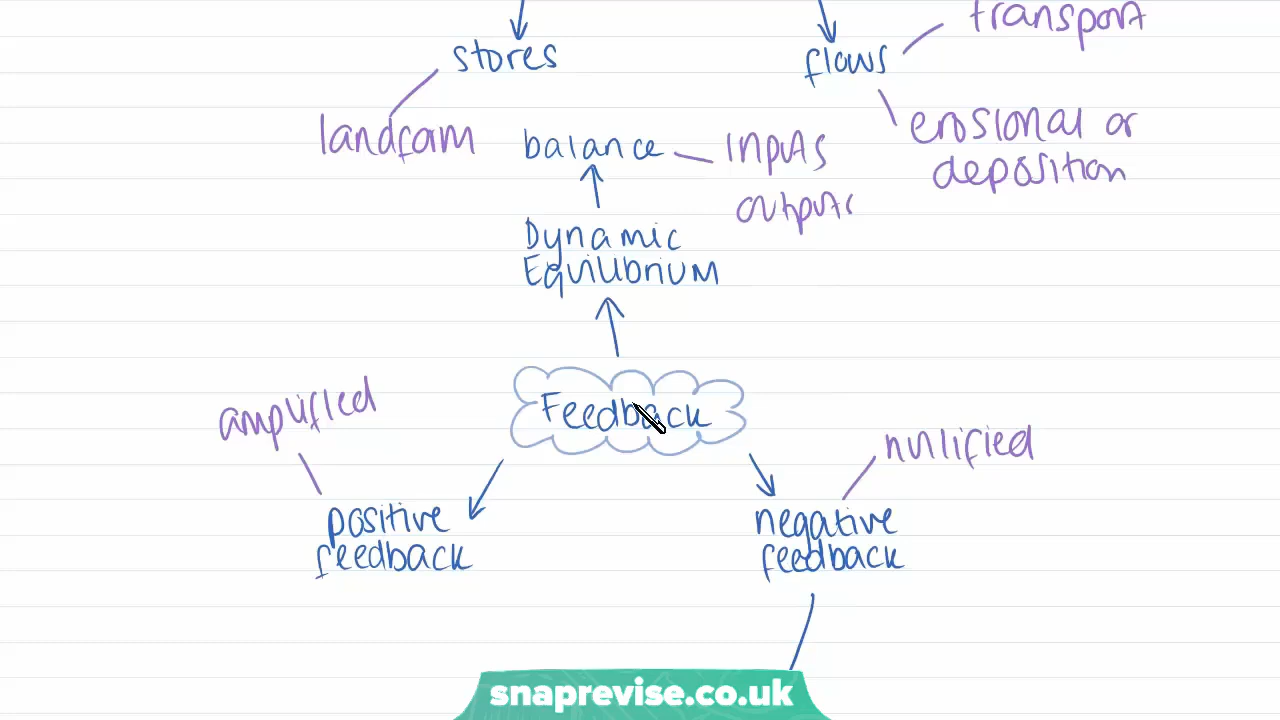 transport
stores
flows
landform
balance
inputs
outputs
erosional or
deposition
Dynamic
Equilibrium
Feedback
amplified
nullified
positive
feedback
negative
feedback
snaprevise.co.uk